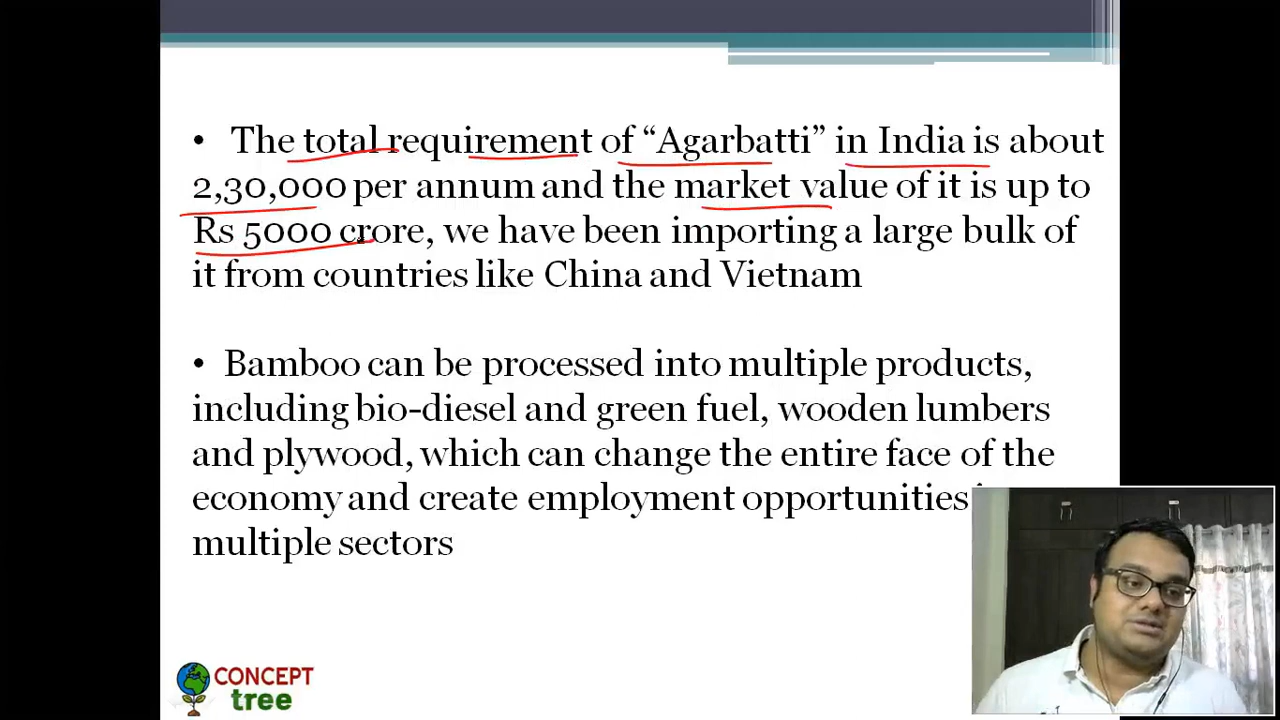 • The total requirement of “Agarbatti” in India is about
2,30,000 per annum and the market value of it is up to
Rs 5000 crore, we have been importing a large bulk of
it from countries like China and Vietnam
• Bamboo can be processed into multiple products,
including bio-diesel and green fuel, wooden lumbers
and plywood, which can change the entire face of the
economy and create employment opportunities
multiple sectors
CONCEPT
tree